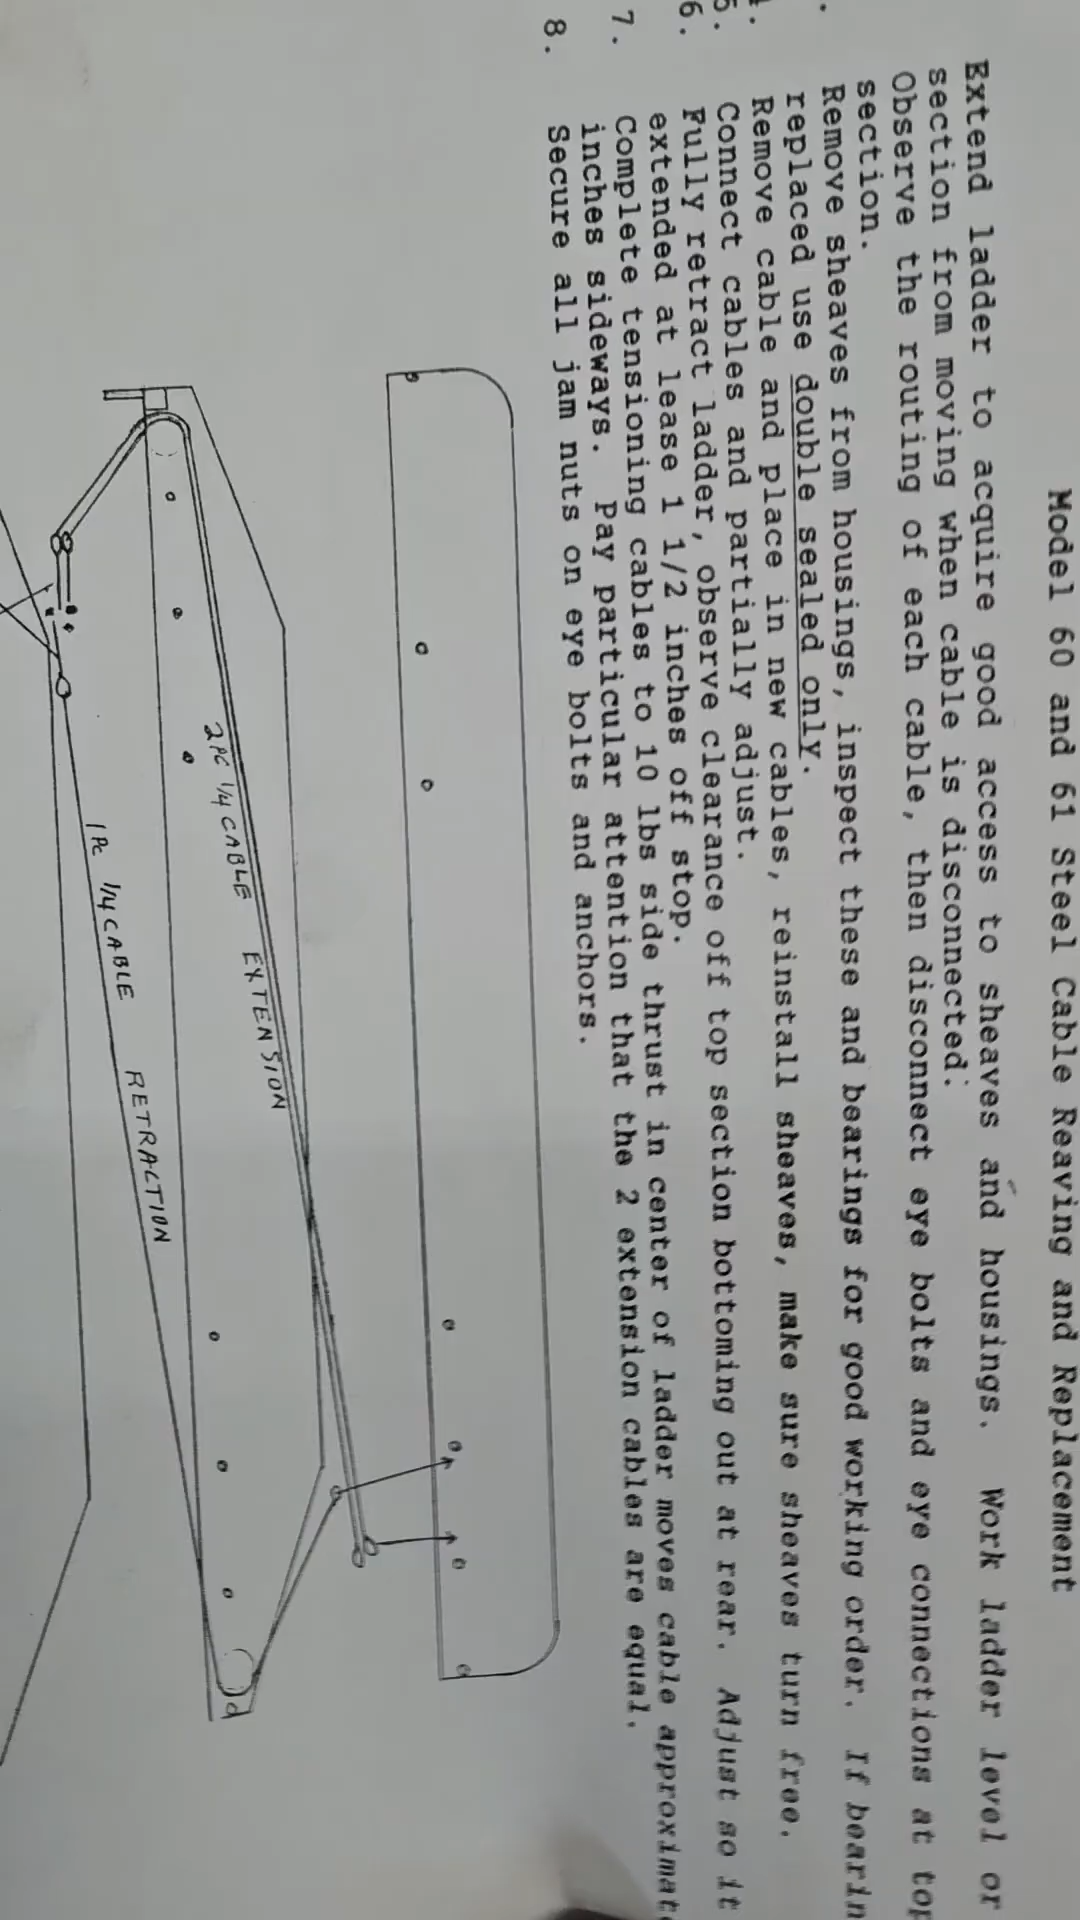 Model 60 and 61 Steel Cable Reaving and Replacement
Extend ladder to acquire good access to sheaves and housings. Work ladder level or
section from moving when cable is disconnected.
Observe the routing of each cable, then disconnect eye bolts and eye connections at top
section.
Remove sheaves from housings, inspect these and bearings for good working order. If bearin
replaced use double sealed only.
Remove cable and place in new cables, reinstall sheaves, make sure sheaves turn free.
5. Connect cables and partially adjust.
6. Fully retract ladder, observe clearance off top section bottoming out at rear. Adjust so it
extended at lease 1 1/2 inches off stop.
7. Complete tensioning cables to 10 lbs side thrust in center of ladder moves cable approximate
inches sideways. Pay particular attention that the 2 extension cables are equal.
8. Secure all jam nuts on eye bolts and anchors.
2PC 1/4 CABLE EXTENSION
1 PC 1/4 CABLE RETRACTION